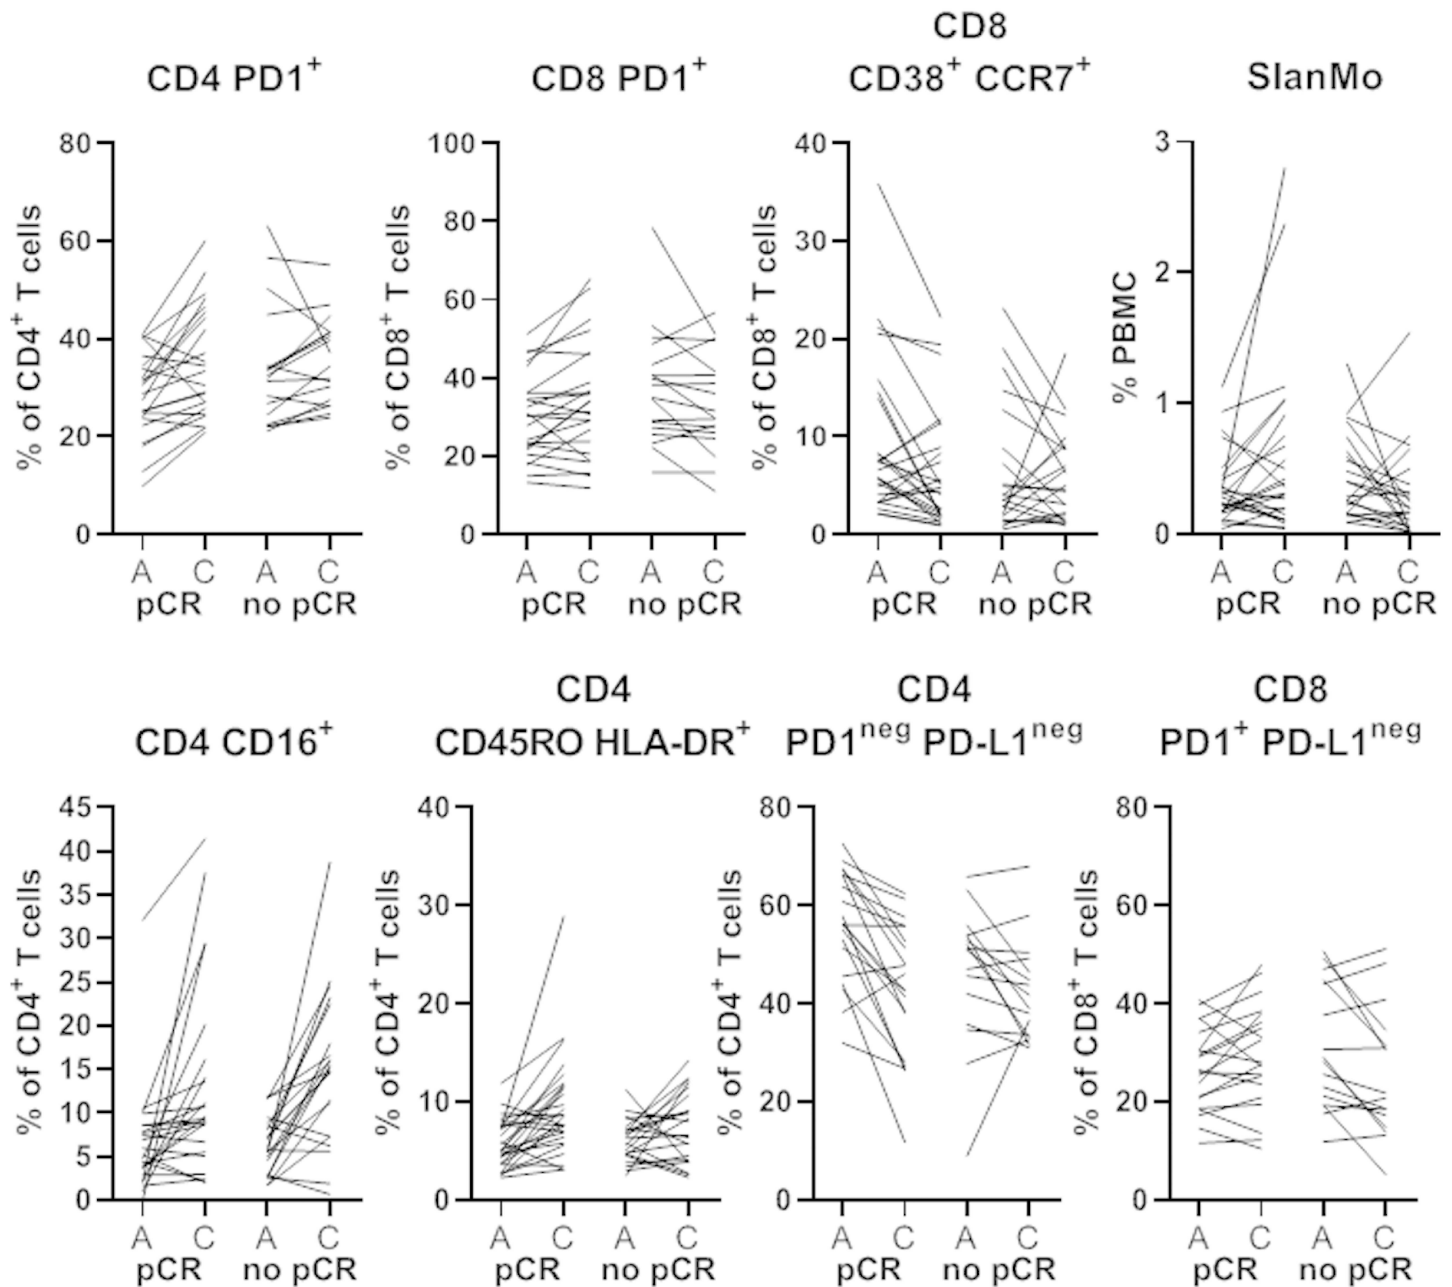 CD4 PD1⁺
CD8 PD1⁺
CD8
CD38⁺ CCR7⁺
SlanMo
% of CD4⁺ T cells
80
60
40
20
0
A C A C
pCR no pCR
% of CD8⁺ T cells
100
80
60
40
20
0
A C A C
pCR no pCR
% of CD8⁺ T cells
40
30
20
10
0
A C A C
pCR no pCR
% PBMC
3
2
1
0
A C A C
pCR no pCR
CD4 CD16⁺
CD4
CD45RO HLA-DR⁺
CD4
PD1ⁿᵉᵍ PD-L1ⁿᵉᵍ
CD8
PD1⁺ PD-L1ⁿᵉᵍ
% of CD4⁺ T cells
45
40
35
30
25
20
15
10
5
0
A C A C
pCR no pCR
% of CD4⁺ T cells
40
30
20
10
0
A C A C
pCR no pCR
% of CD4⁺ T cells
80
60
40
20
0
A C A C
pCR no pCR
% of CD8⁺ T cells
80
60
40
20
0
A C A C
pCR no pCR